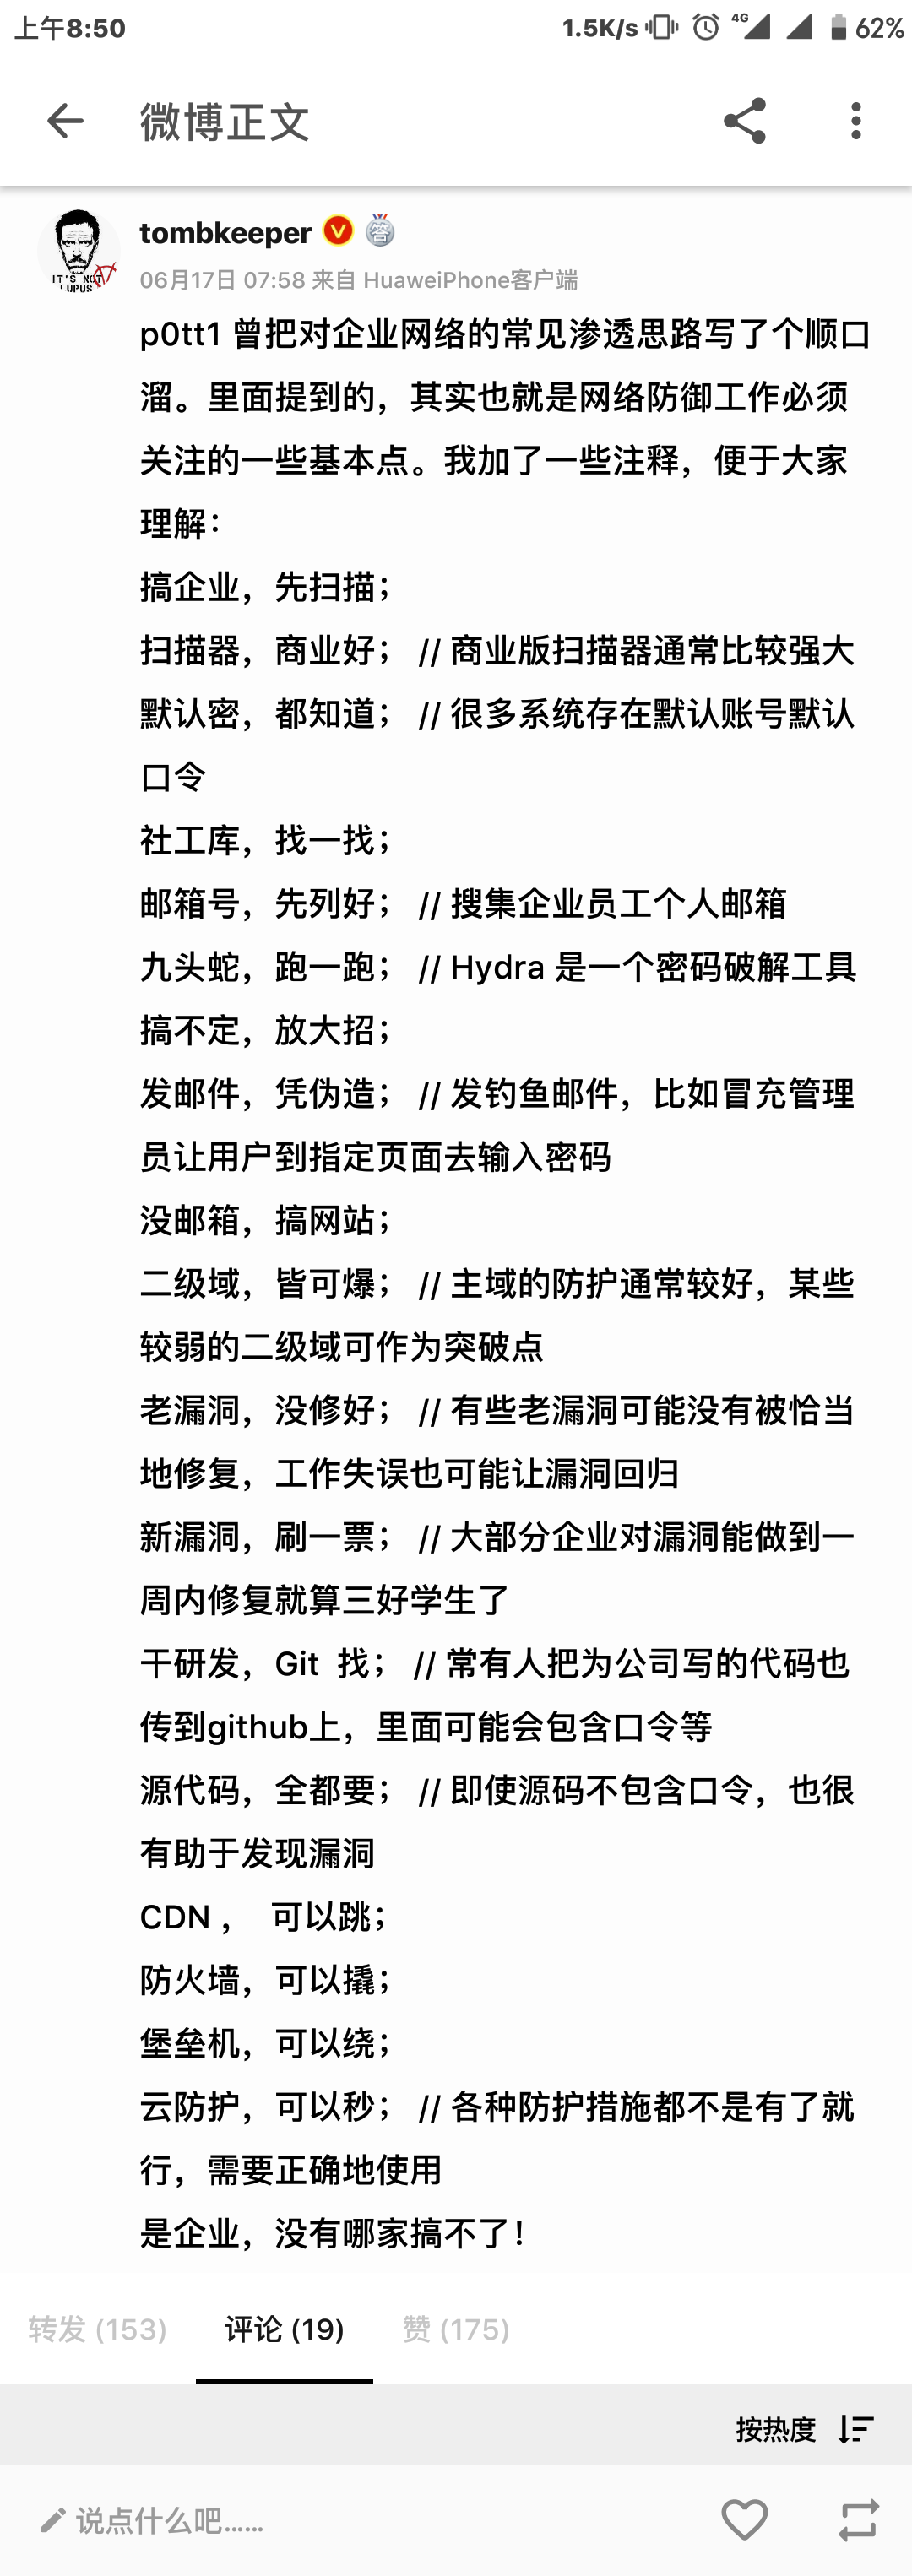 上午8:50
1.5K/s 4G 62%
微博正文
tombkeeper V 答
IT'S NOT
LUPUS
06月17日 07:58 来自 HuaweiPhone客户端
p0tt1 曾把对企业网络的常见渗透思路写了个顺口
溜。里面提到的，其实也就是网络防御工作必须
关注的一些基本点。我加了一些注释，便于大家
理解：
搞企业，先扫描；
扫描器，商业好； // 商业版扫描器通常比较强大
默认密，都知道； // 很多系统存在默认账号默认
口令
社工库，找一找；
邮箱号，先列好； // 搜集企业员工个人邮箱
九头蛇，跑一跑； // Hydra 是一个密码破解工具
搞不定，放大招；
发邮件，凭伪造； // 发钓鱼邮件，比如冒充管理
员让用户到指定页面去输入密码
没邮箱，搞网站；
二级域，皆可爆； // 主域的防护通常较好，某些
较弱的二级域可作为突破点
老漏洞，没修好； // 有些老漏洞可能没有被恰当
地修复，工作失误也可能让漏洞回归
新漏洞，刷一票； // 大部分企业对漏洞能做到一
周内修复就算三好学生了
干研发，Git 找； // 常有人把为公司写的代码也
传到github上，里面可能会包含口令等
源代码，全都要； // 即使源码不包含口令，也很
有助于发现漏洞
CDN ， 可以跳；
防火墙，可以撬；
堡垒机，可以绕；
云防护，可以秒； // 各种防护措施都不是有了就
行，需要正确地使用
是企业，没有哪家搞不了！
转发 (153) 评论 (19) 赞 (175)
按热度
说点什么吧......